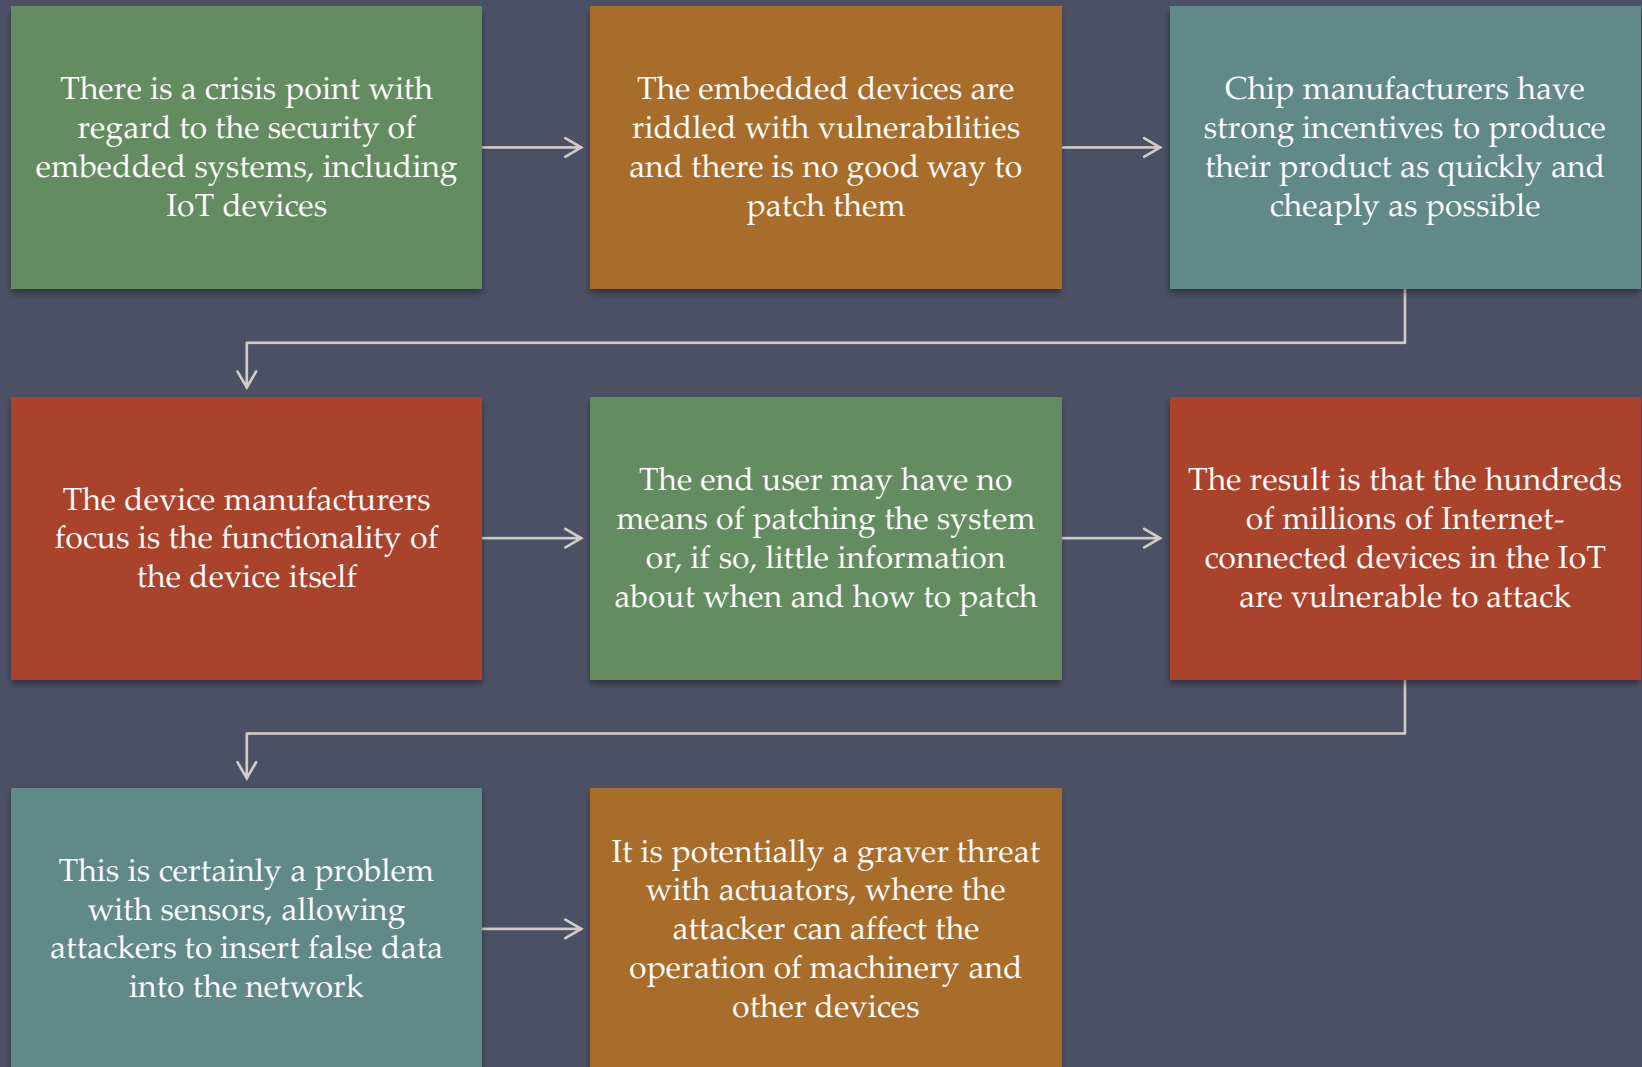 There is a crisis point with
regard to the security of
embedded systems, including
IoT devices
The embedded devices are
riddled with vulnerabilities
and there is no good way to
patch them
Chip manufacturers have
strong incentives to produce
their product as quickly and
cheaply as possible
The device manufacturers
focus is the functionality of
the device itself
The end user may have no
means of patching the system
or, if so, little information
about when and how to patch
The result is that the hundreds
of millions of Internet-
connected devices in the IoT
are vulnerable to attack
This is certainly a problem
with sensors, allowing
attackers to insert false data
into the network
It is potentially a graver threat
with actuators, where the
attacker can affect the
operation of machinery and
other devices